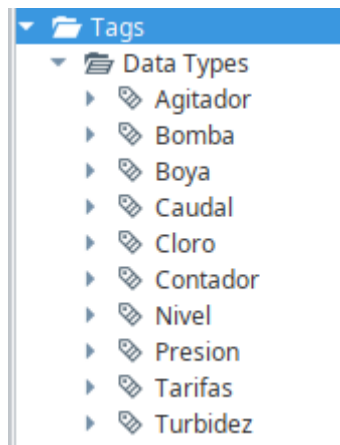 Tags
Data Types
Agitador
Bomba
Boya
Caudal
Cloro
Contador
Nivel
Presion
Tarifas
Turbidez